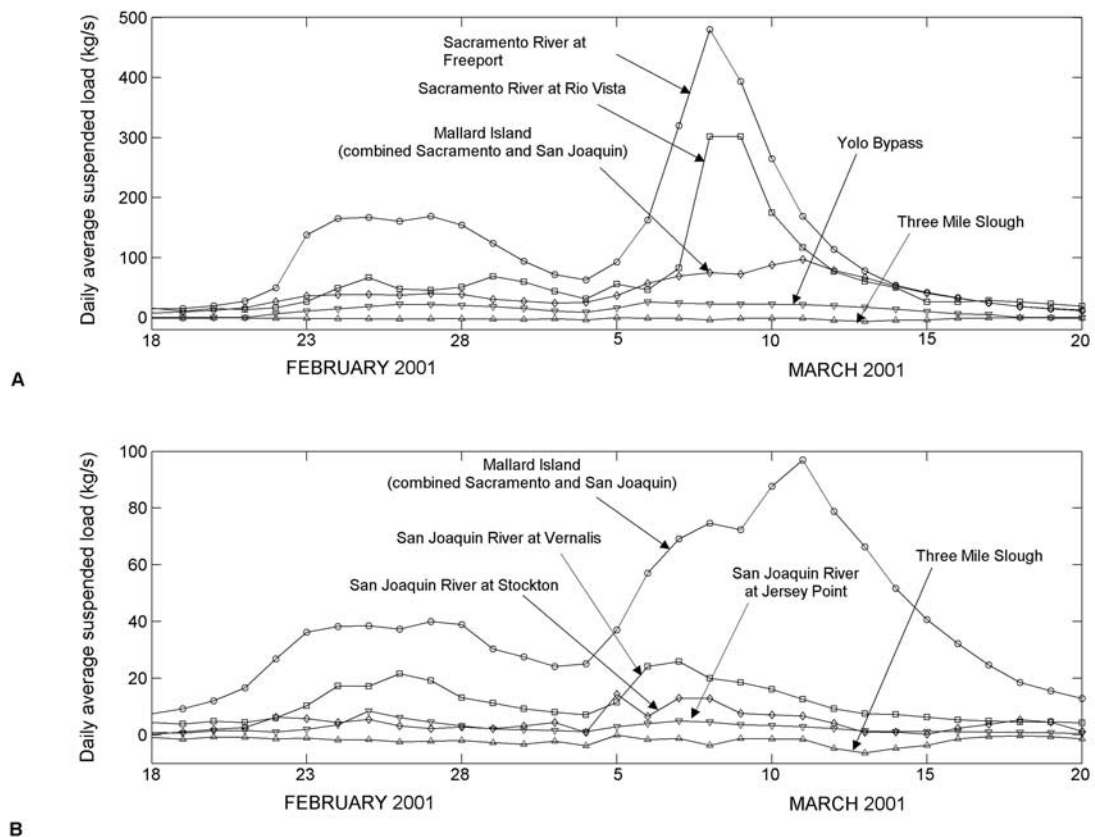 Daily average suspended load (kg/s)
500
400
300
200
100
0
Sacramento River at
Freeport
Sacramento River at Rio Vista
Mallard Island
(combined Sacramento and San Joaquin)
Yolo Bypass
Three Mile Slough
18 23 28 5 10 15 20
FEBRUARY 2001 MARCH 2001
A
Daily average suspended load (kg/s)
100
80
60
40
20
0
Mallard Island
(combined Sacramento and San Joaquin)
San Joaquin River at Vernalis
San Joaquin River at Stockton
San Joaquin River
at Jersey Point
Three Mile Slough
18 23 28 5 10 15 20
FEBRUARY 2001 MARCH 2001
B